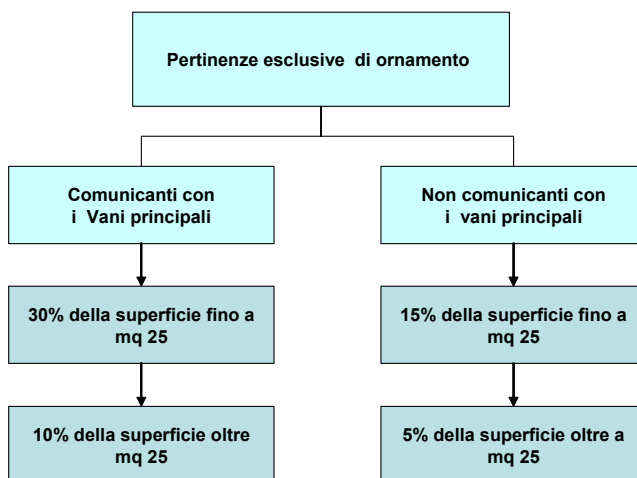 Pertinenze esclusive di ornamento
Comunicanti con
i Vani principali
Non comunicanti con
i vani principali
30% della superficie fino a
mq 25
15% della superficie fino a
mq 25
10% della superficie oltre
mq 25
5% della superficie oltre a
mq 25